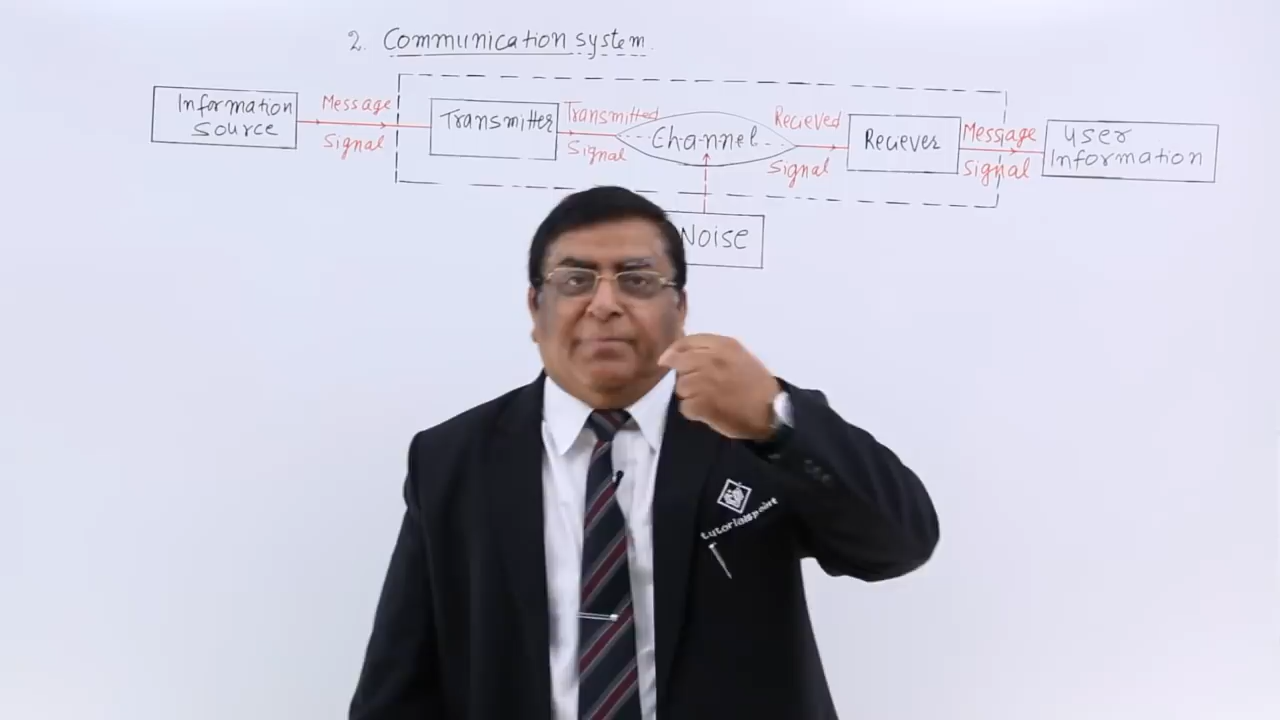 2. Communication system.
Information
Source
Message
Signal
Transmitter
Transmitted
Signal
Channel
Recieved
Signal
Reciever
Message
Signal
User
Information
Noise
tutorialspoint